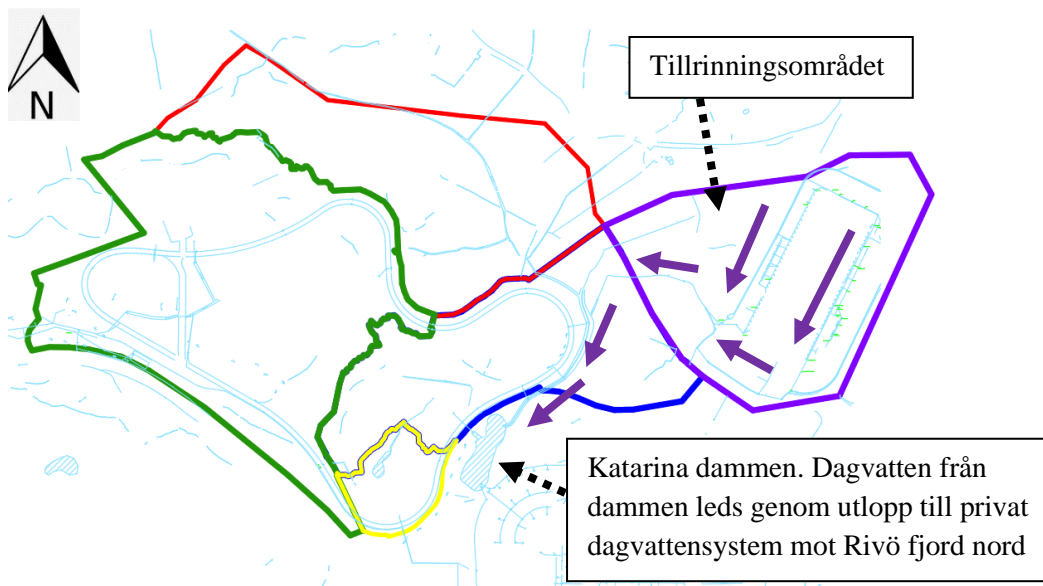 N
Tillrinningsområdet
Katarina dammen. Dagvatten från
dammen leds genom utlopp till privat
dagvattensystem mot Rivö fjord nord